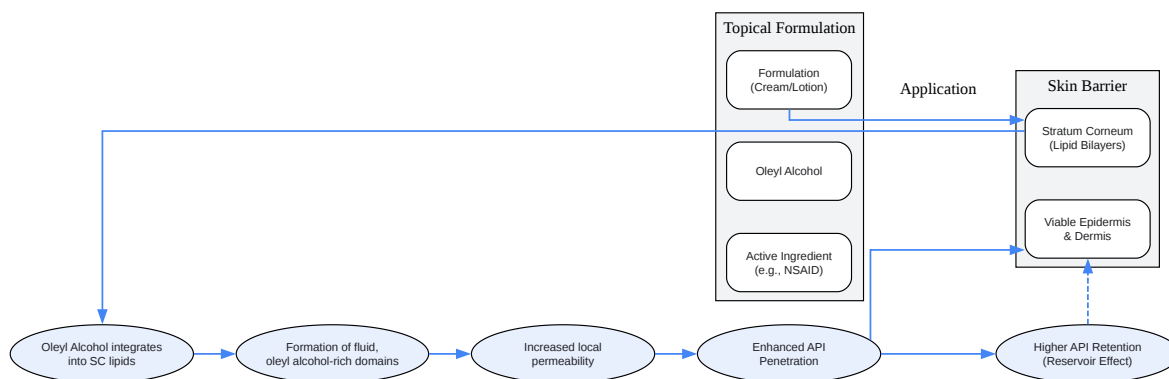 Topical Formulation
Formulation
(Cream/Lotion)
Oleyl Alcohol
Active Ingredient
(e.g., NSAID)
Application
Skin Barrier
Stratum Corneum
(Lipid Bilayers)
Viable Epidermis
& Dermis
Oleyl Alcohol integrates
into SC lipids
Formation of fluid,
oleyl alcohol-rich domains
Increased local
permeability
Enhanced API
Penetration
Higher API Retention
(Reservoir Effect)